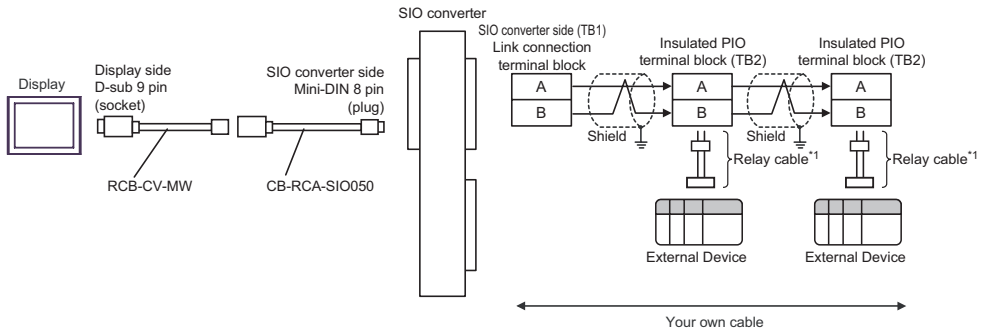 SIO converter
Display
Display side
D-sub 9 pin
(socket)
SIO converter side
Mini-DIN 8 pin
(plug)
RCB-CV-MW
CB-RCA-SIO050
SIO converter side (TB1)
Link connection
terminal block
A
B
Shield
Insulated PIO
terminal block (TB2)
A
B
Shield
Insulated PIO
terminal block (TB2)
A
B
Relay cable*1
Relay cable*1
External Device
External Device
Your own cable